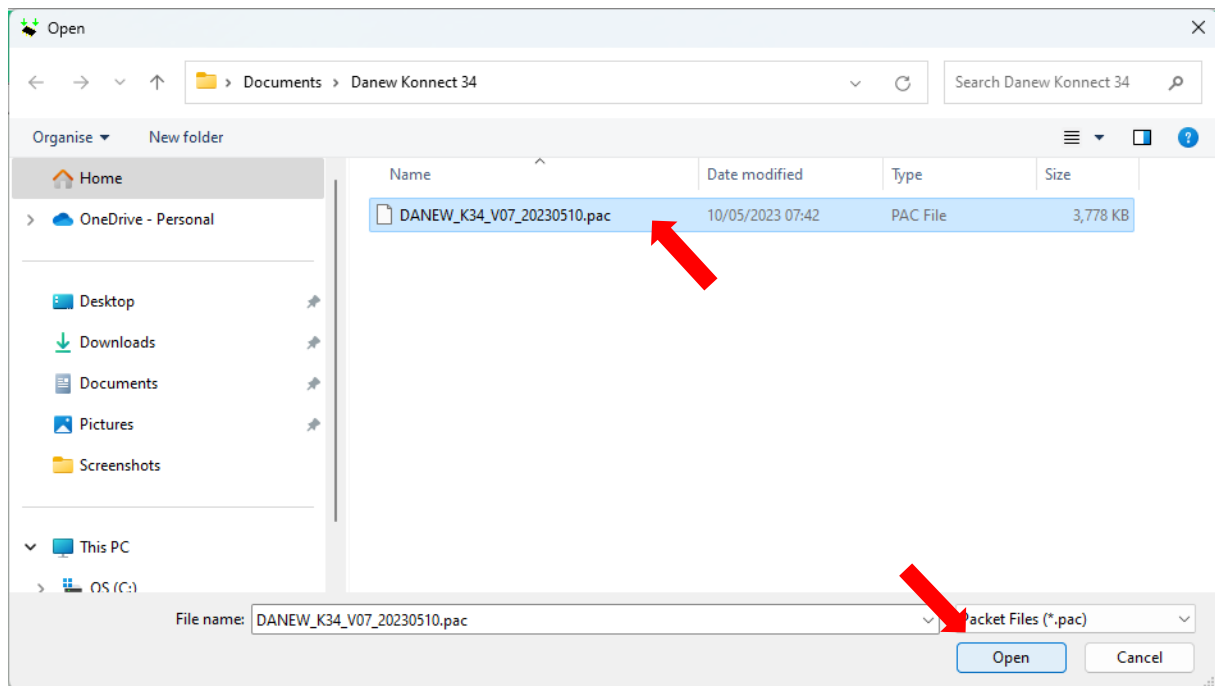 Open
Documents > Danew Konnect 34
Search Danew Konnect 34
Organise
New folder
Name
Date modified
Type
Size
Home
DANEW_K34_V07_20230510.pac
10/05/2023 07:42
PAC File
3,778 KB
OneDrive - Personal
Desktop
Downloads
Documents
Pictures
Screenshots
This PC
OS (C:)
File name:
DANEW_K34_V07_20230510.pac
Packet Files (*.pac)
Open
Cancel